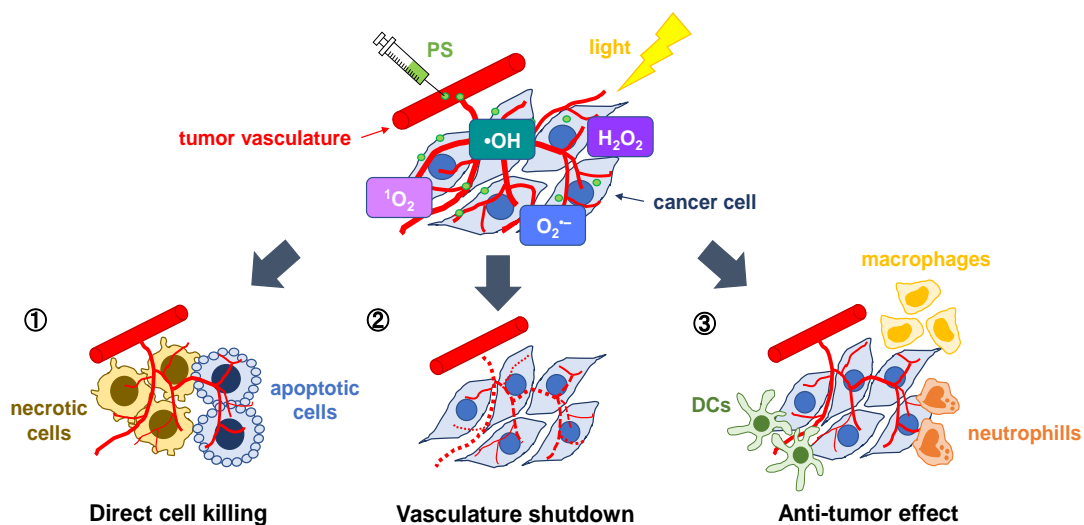 PS
light
tumor vasculature
•OH
H₂O₂
¹O₂
O₂•–
cancer cell
macrophages
①
②
③
necrotic
cells
apoptotic
cells
DCs
neutrophills
Direct cell killing
Vasculature shutdown
Anti-tumor effect